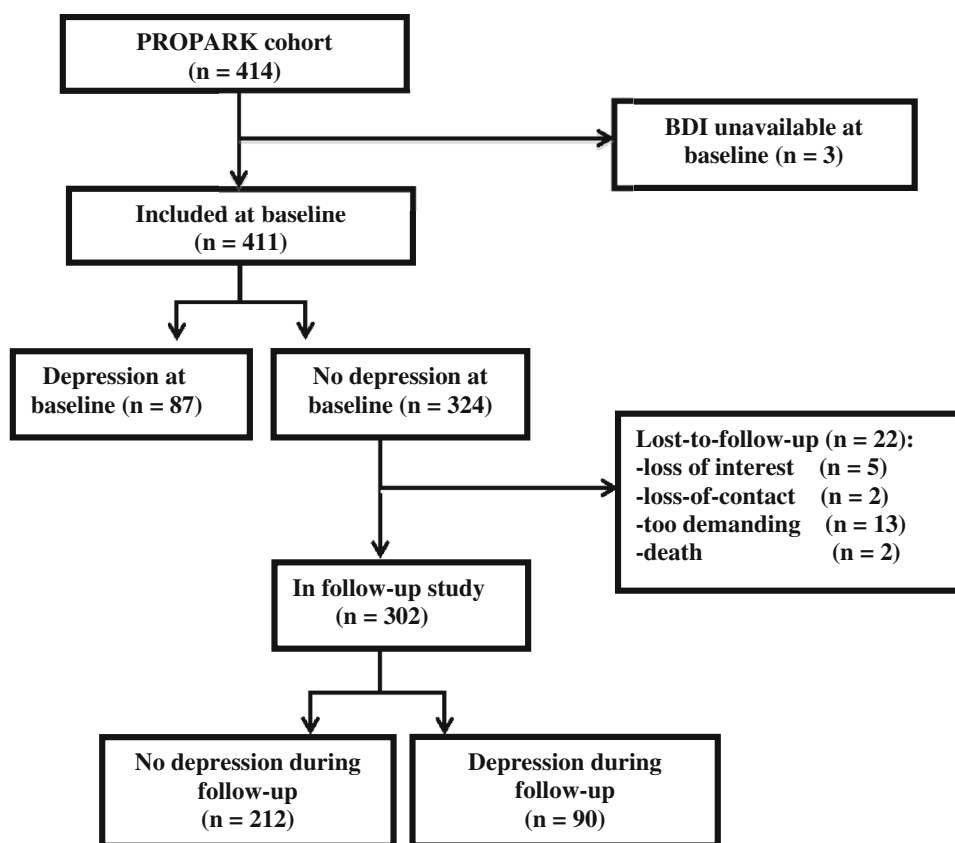 PROPARK cohort
(n = 414)
BDI unavailable at
baseline (n = 3)
Included at baseline
(n = 411)
Depression at
baseline (n = 87)
No depression at
baseline (n = 324)
Lost-to-follow-up (n = 22):
-loss of interest (n = 5)
-loss-of-contact (n = 2)
-too demanding (n = 13)
-death (n = 2)
In follow-up study
(n = 302)
No depression during
follow-up
(n = 212)
Depression during
follow-up
(n = 90)